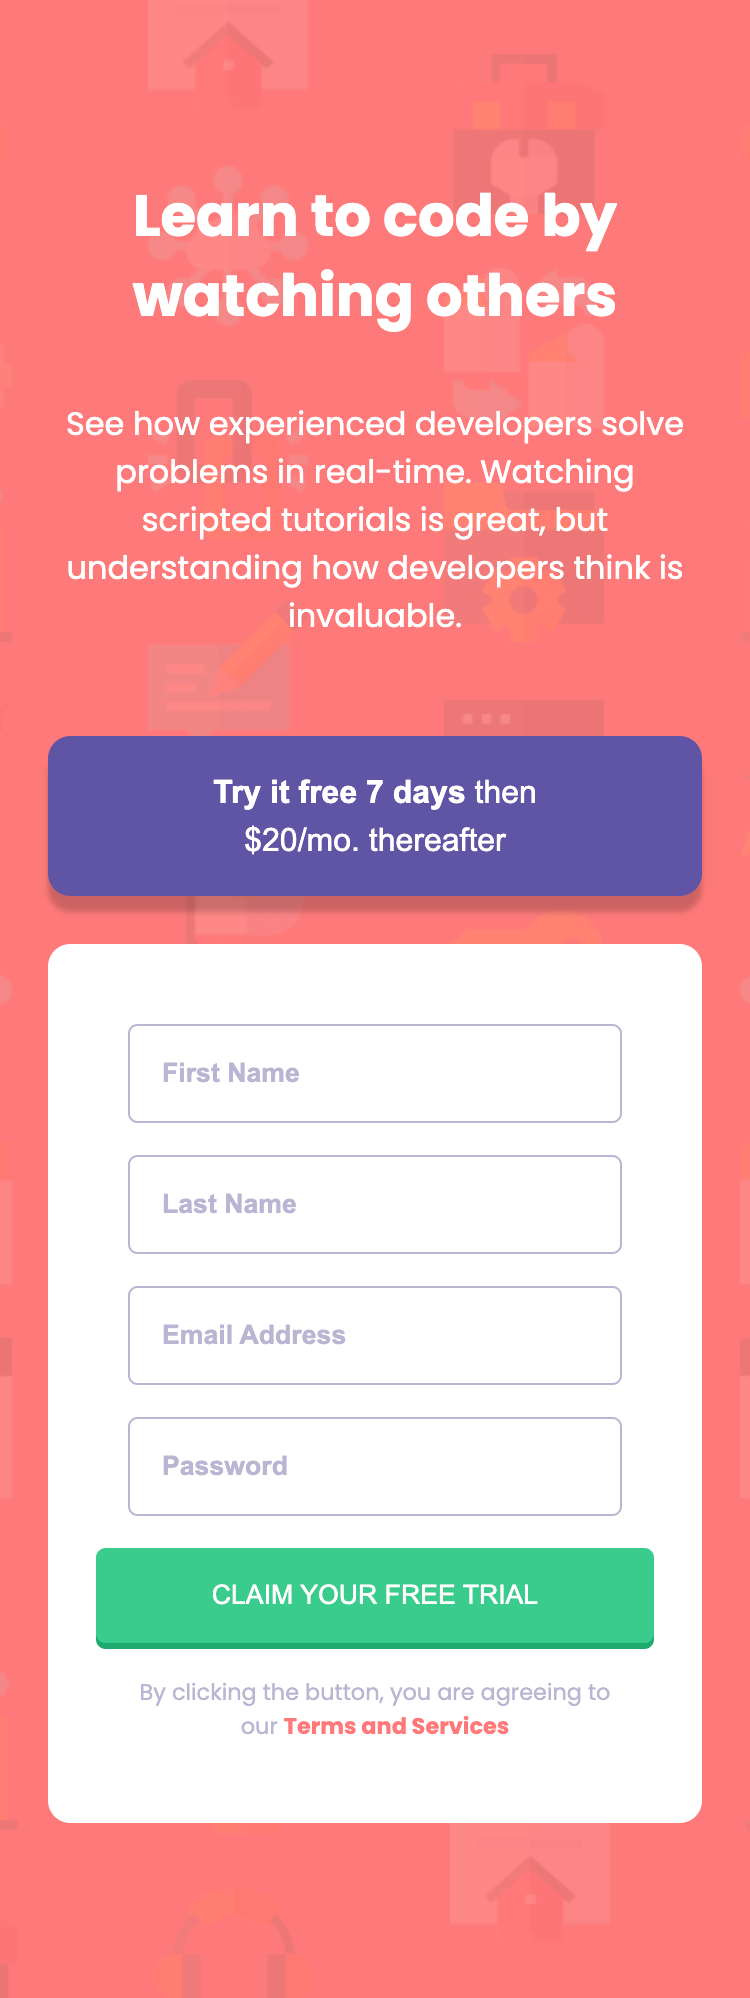 Learn to code by
watching others
See how experienced developers solve
problems in real-time. Watching
scripted tutorials is great, but
understanding how developers think is
invaluable.
Try it free 7 days then
$20/mo. thereafter
First Name
Last Name
Email Address
Password
CLAIM YOUR FREE TRIAL
By clicking the button, you are agreeing to
our Terms and Services